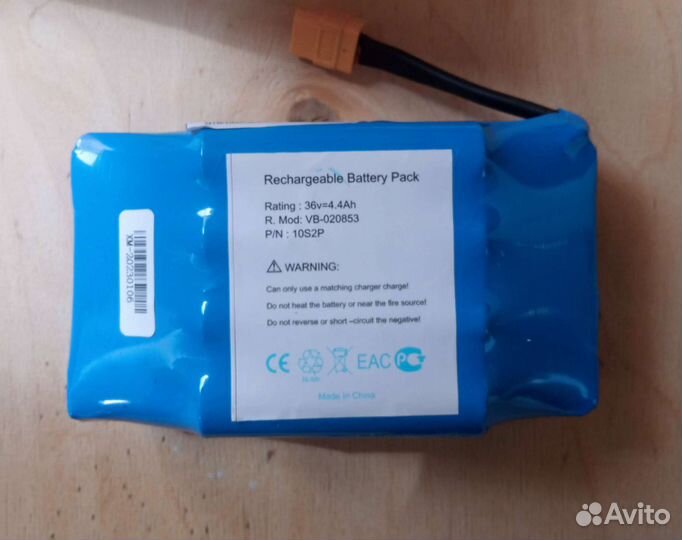 Rechargeable Battery Pack
Rating : 36v=4.4Ah
R. Mod: VB-020853
P/N : 10S2P
WARNING:
Can only use a matching charger charge!
Do not heat the battery or near the fire source!
Do not reverse or short –circuit the negative!
CE EAC PG
Made in China
XM-20230106
Avito